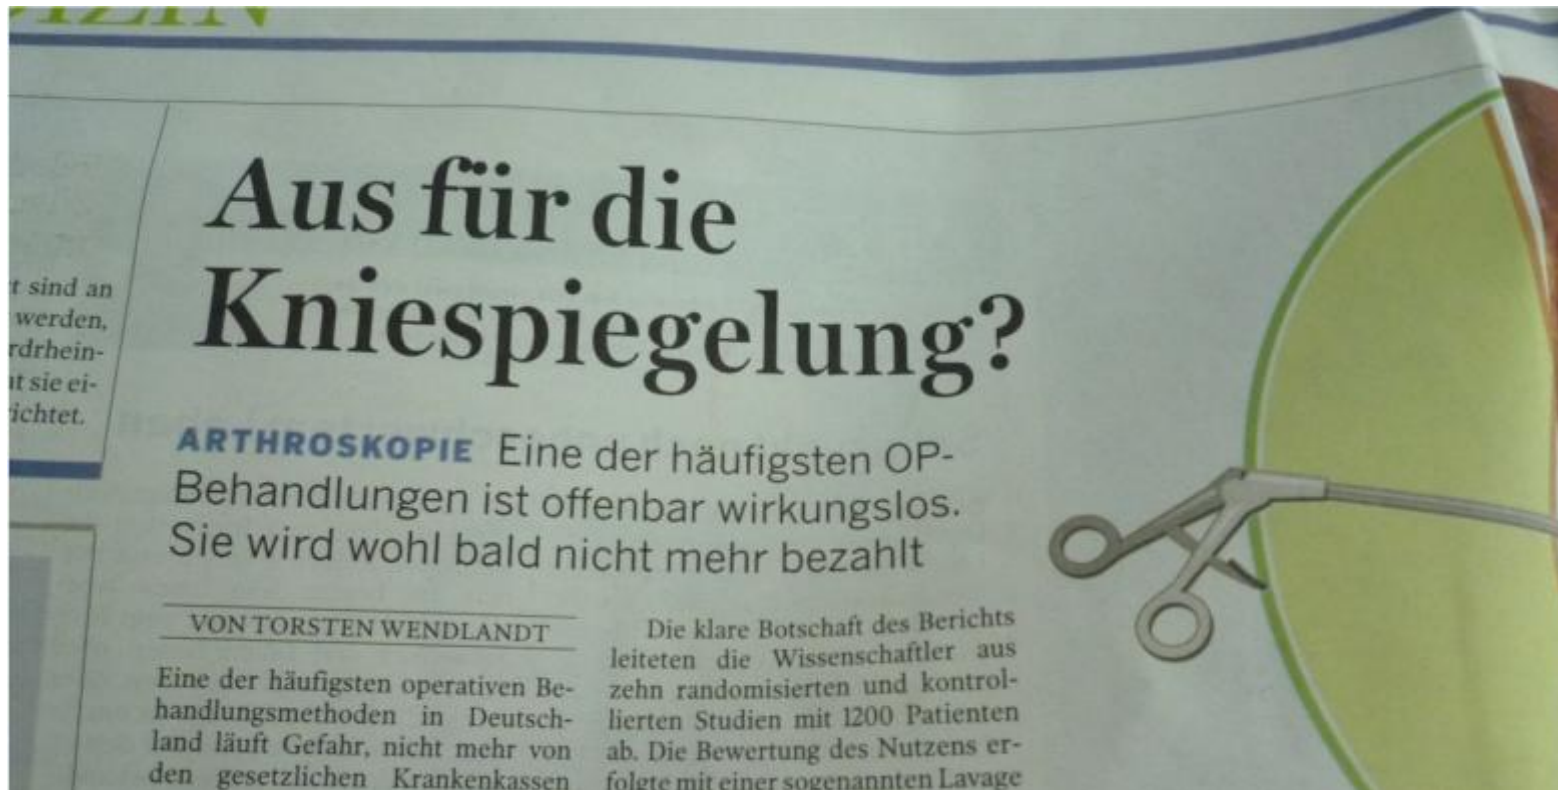 t sind an
werden,
rdrhein-
t sie ei-
ichtet.
Aus für die
Kniespiegelung?
ARTHROSKOPIE Eine der häufigsten OP-
Behandlungen ist offenbar wirkungslos.
Sie wird wohl bald nicht mehr bezahlt
VON TORSTEN WENDLANDT
Eine der häufigsten operativen Be-
handlungsmethoden in Deutsch-
land läuft Gefahr, nicht mehr von
den gesetzlichen Krankenkassen
Die klare Botschaft des Berichts
leiteten die Wissenschaftler aus
zehn randomisierten und kontrol-
lierten Studien mit 1200 Patienten
ab. Die Bewertung des Nutzens er-
folgte mit einer sogenannten Lavage